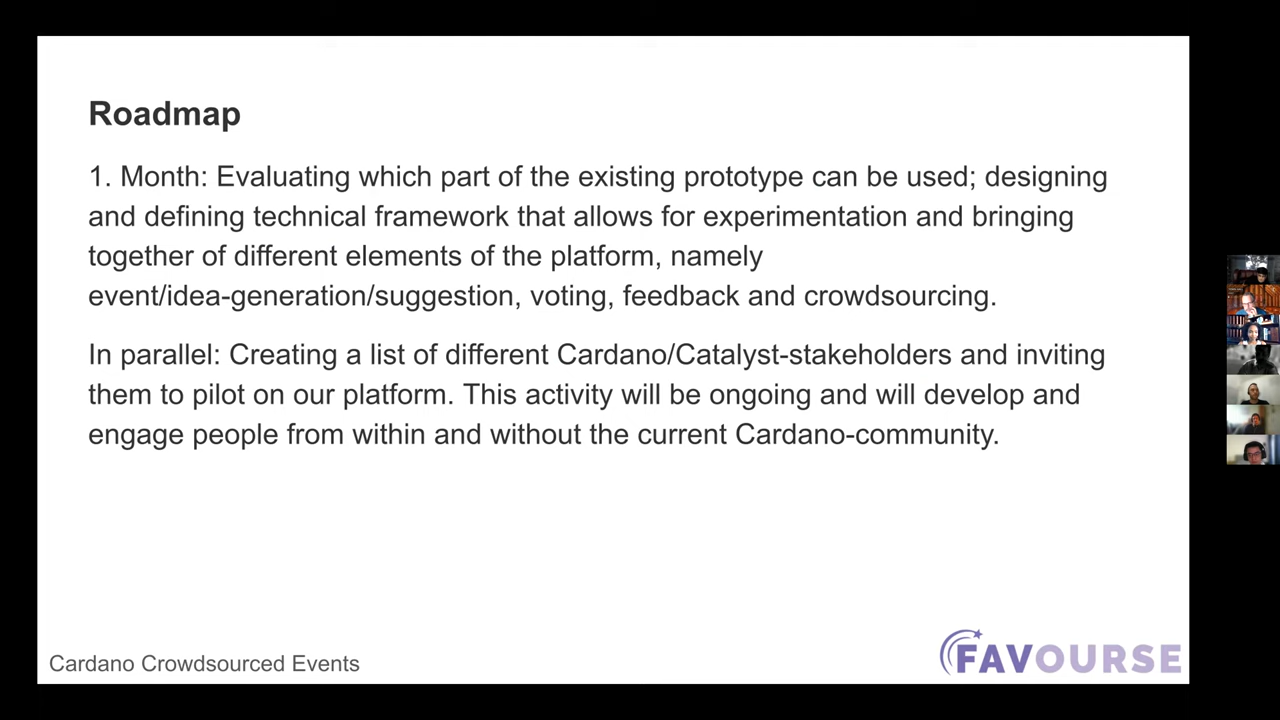 Roadmap
1. Month: Evaluating which part of the existing prototype can be used; designing
and defining technical framework that allows for experimentation and bringing
together of different elements of the platform, namely
event/idea-generation/suggestion, voting, feedback and crowdsourcing.
In parallel: Creating a list of different Cardano/Catalyst-stakeholders and inviting
them to pilot on our platform. This activity will be ongoing and will develop and
engage people from within and without the current Cardano-community.
Cardano Crowdsourced Events
FAVOURSE